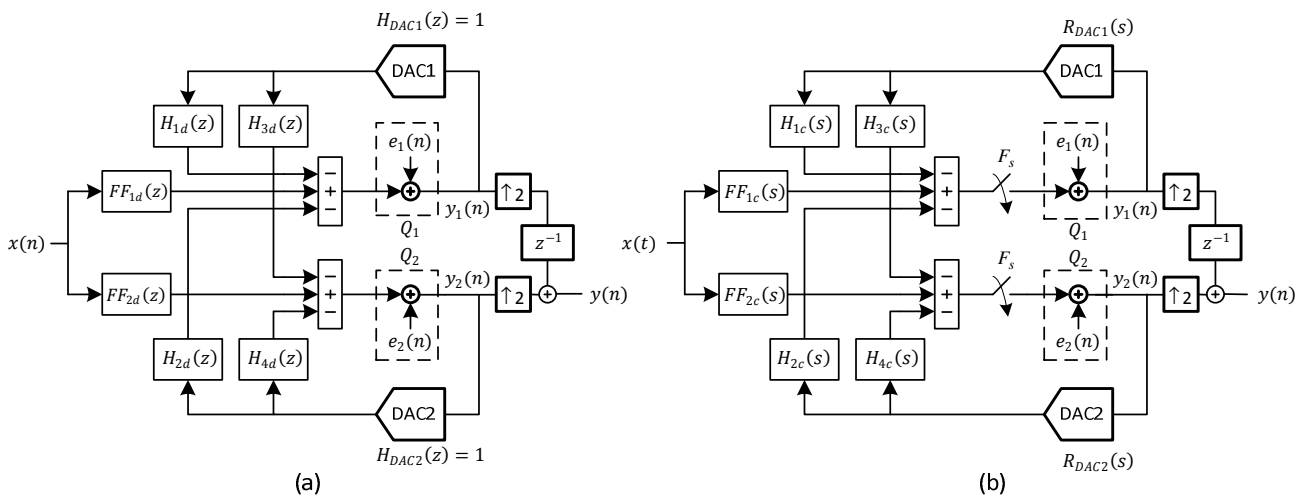 H_{DAC1}(z) = 1
DAC1
H_{1d}(z)
H_{3d}(z)
e_1(n)
FF_{1d}(z)
−
+
−
+
y_1(n)
↑2
Q_1
x(n)
z^{-1}
Q_2
FF_{2d}(z)
−
+
−
+
y_2(n)
↑2
+
y(n)
e_2(n)
H_{2d}(z)
H_{4d}(z)
DAC2
H_{DAC2}(z) = 1
(a)
R_{DAC1}(s)
DAC1
H_{1c}(s)
H_{3c}(s)
e_1(n)
F_s
FF_{1c}(s)
−
+
−
+
y_1(n)
↑2
Q_1
x(t)
z^{-1}
Q_2
F_s
FF_{2c}(s)
−
+
−
+
y_2(n)
↑2
+
y(n)
e_2(n)
H_{2c}(s)
H_{4c}(s)
DAC2
R_{DAC2}(s)
(b)